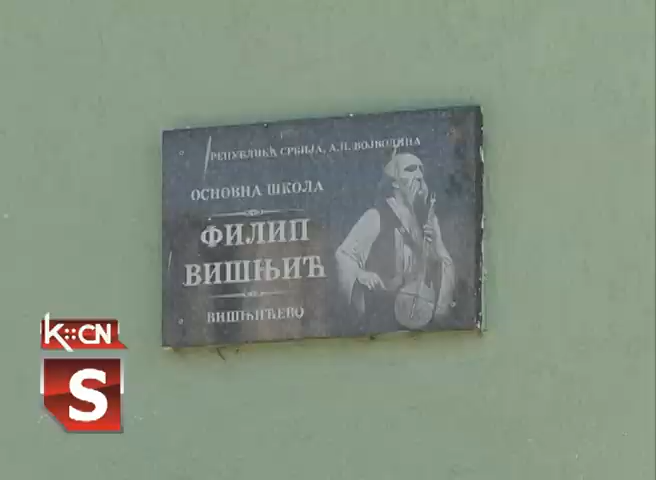 РЕПУБЛИКА СРБИЈА, А.П. ВОЈВОДИНА
ОСНОВНА ШКОЛА
ФИЛИП
ВИШЊИЋ
ВИШЊИЋЕВО
K::CN
S